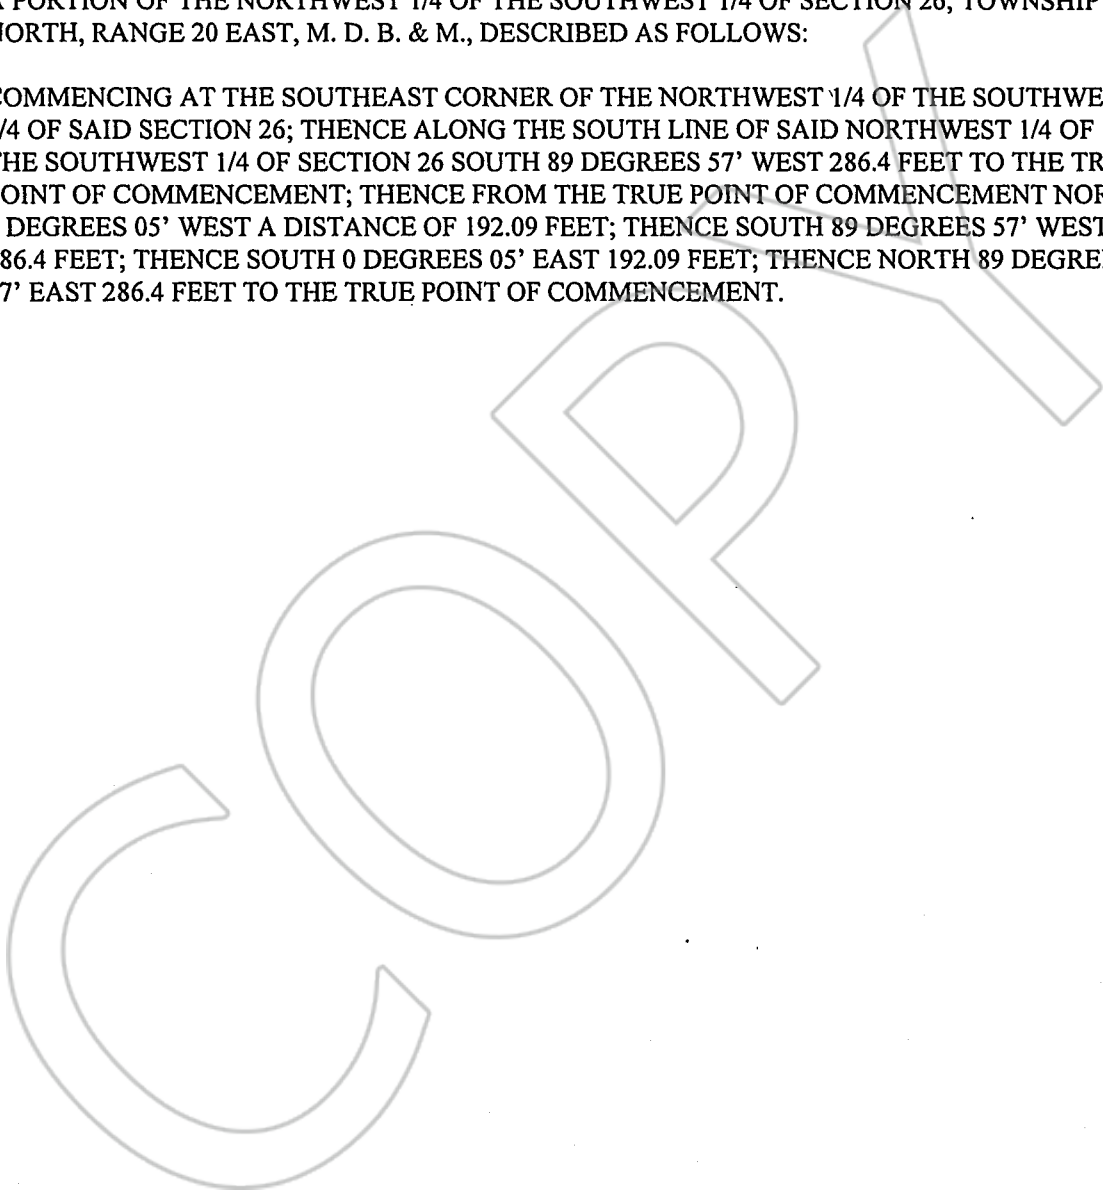 A PORTION OF THE NORTHWEST 1/4 OF THE SOUTHWEST 1/4 OF SECTION 26, TOWNSHIP
NORTH, RANGE 20 EAST, M. D. B. & M., DESCRIBED AS FOLLOWS:
COMMENCING AT THE SOUTHEAST CORNER OF THE NORTHWEST 1/4 OF THE SOUTHWE
/4 OF SAID SECTION 26; THENCE ALONG THE SOUTH LINE OF SAID NORTHWEST 1/4 OF
THE SOUTHWEST 1/4 OF SECTION 26 SOUTH 89 DEGREES 57' WEST 286.4 FEET TO THE TR
OINT OF COMMENCEMENT; THENCE FROM THE TRUE POINT OF COMMENCEMENT NOR
DEGREES 05' WEST A DISTANCE OF 192.09 FEET; THENCE SOUTH 89 DEGREES 57' WEST
86.4 FEET; THENCE SOUTH 0 DEGREES 05' EAST 192.09 FEET; THENCE NORTH 89 DEGREE
7' EAST 286.4 FEET TO THE TRUE POINT OF COMMENCEMENT.
COPY